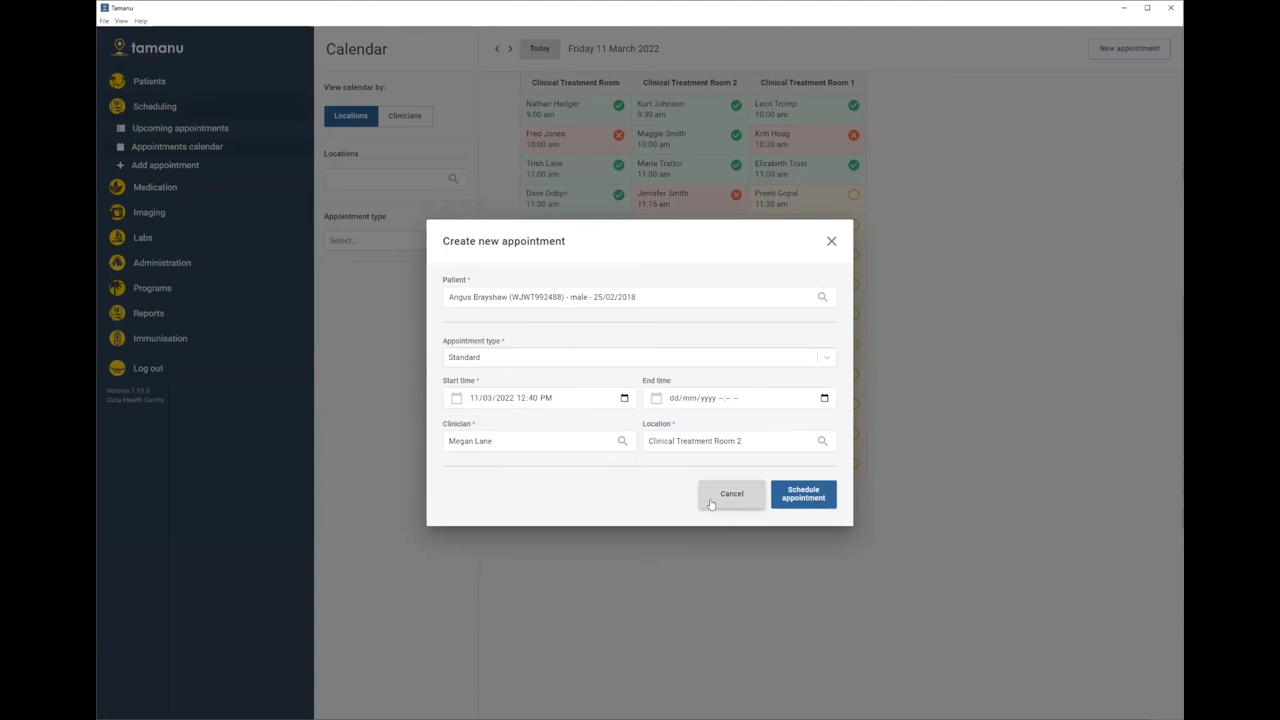 Tamanu
File View Help
tamanu
Patients
Scheduling
Upcoming appointments
Appointments calendar
Add appointment
Medication
Imaging
Labs
Administration
Programs
Reports
Immunisation
Log out
Version 1.93.0
Cicia Health Centre
Calendar
View calendar by:
Locations Clinicians
Locations
Appointment type
Select...
Today Friday 11 March 2022 New appointment
Clinical Treatment Room Clinical Treatment Room 2 Clinical Treatment Room 1
Nathan Hedger Kurt Johnson Leon Tromp
9:00 am 9:30 am 10:00 am
Fred Jones Maggie Smith Kriti Hoag
10:00 am 10:00 am 10:30 am
Trish Lane Maria Trattor Elizabeth Trust
11:00 am 11:00 am 11:00 am
Dave Dobyn Jennifer Smith Preeti Gopal
11:30 am 11:15 am 11:30 am
Create new appointment
Patient *
Angus Brayshaw (WJWT992488) - male - 25/02/2018
Appointment type *
Standard
Start time * End time
11/03/2022 12:40 PM dd/mm/yyyy --:-- --
Clinician * Location *
Megan Lane Clinical Treatment Room 2
Cancel Schedule
appointment